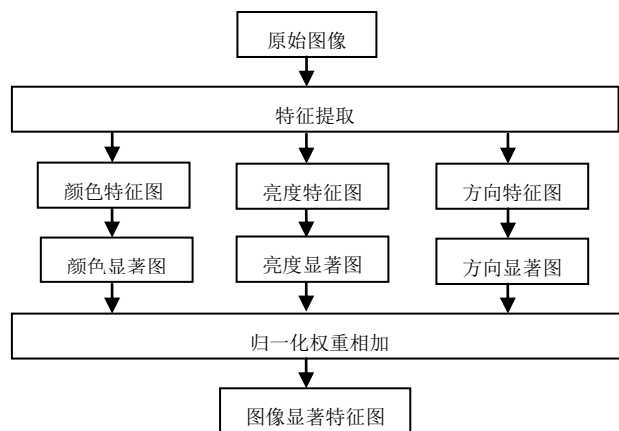 原始图像
特征提取
颜色特征图
亮度特征图
方向特征图
颜色显著图
亮度显著图
方向显著图
归一化权重相加
图像显著特征图